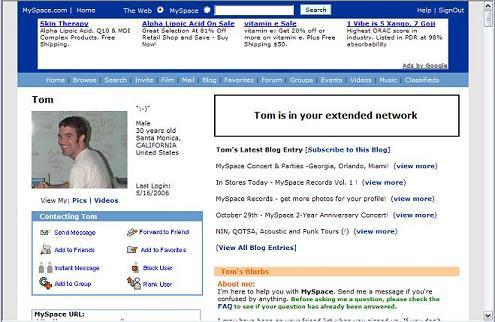 MySpace.com | Home
The Web MySpace Search
Help | SignOut
Skin Therapy
Alpha Lipoic Acid. Q10 & MDI
Complex Products. Free
Shipping.
Alpha Lipoic Acid On Sale
Great Selection At 81% Off
Retail Shop and Save - Buy
Now!
vitamin e Sale
vitamin e: Get 20% off or
more on vitamin e. Plus Free
Shipping $50.
1 Vibe is 5 Xango, 7 Goji
Highest ORAC score in
industry. Listed in PDR at 98%
absorbability
Ads by Google
Home | Browse | Search | Invite | Film | Mail | Blog | Favorites | Forum | Groups | Events | Videos | Music | Classifieds
Tom
":-)"
Male
30 years old
Santa Monica,
CALIFORNIA
United States
Last Login:
5/16/2006
View My: Pics | Videos
Contacting Tom
Send Message
Forward to Friend
Add to Friends
Add to Favorites
Instant Message
Block User
Add to Group
Rank User
MySpace URL:
Tom is in your extended network
Tom's Latest Blog Entry [Subscribe to this Blog]
MySpace Concert & Parties -Georgia, Orlando, Miami! (view more)
In Stores Today - MySpace Records Vol. 1 ! (view more)
MySpace Records - get more photos for your profile! (view more)
October 29th - MySpace 2-Year Anniversary Concert! (view more)
NIN, QOTSA, Acoustic and Punk Tours (!) (view more)
[View All Blog Entries]
Tom's Blurbs
About me:
I'm here to help you with MySpace. Send me a message if you're
confused by anything. Before asking me a question, please check the
FAQ to see if your question has already been answered.